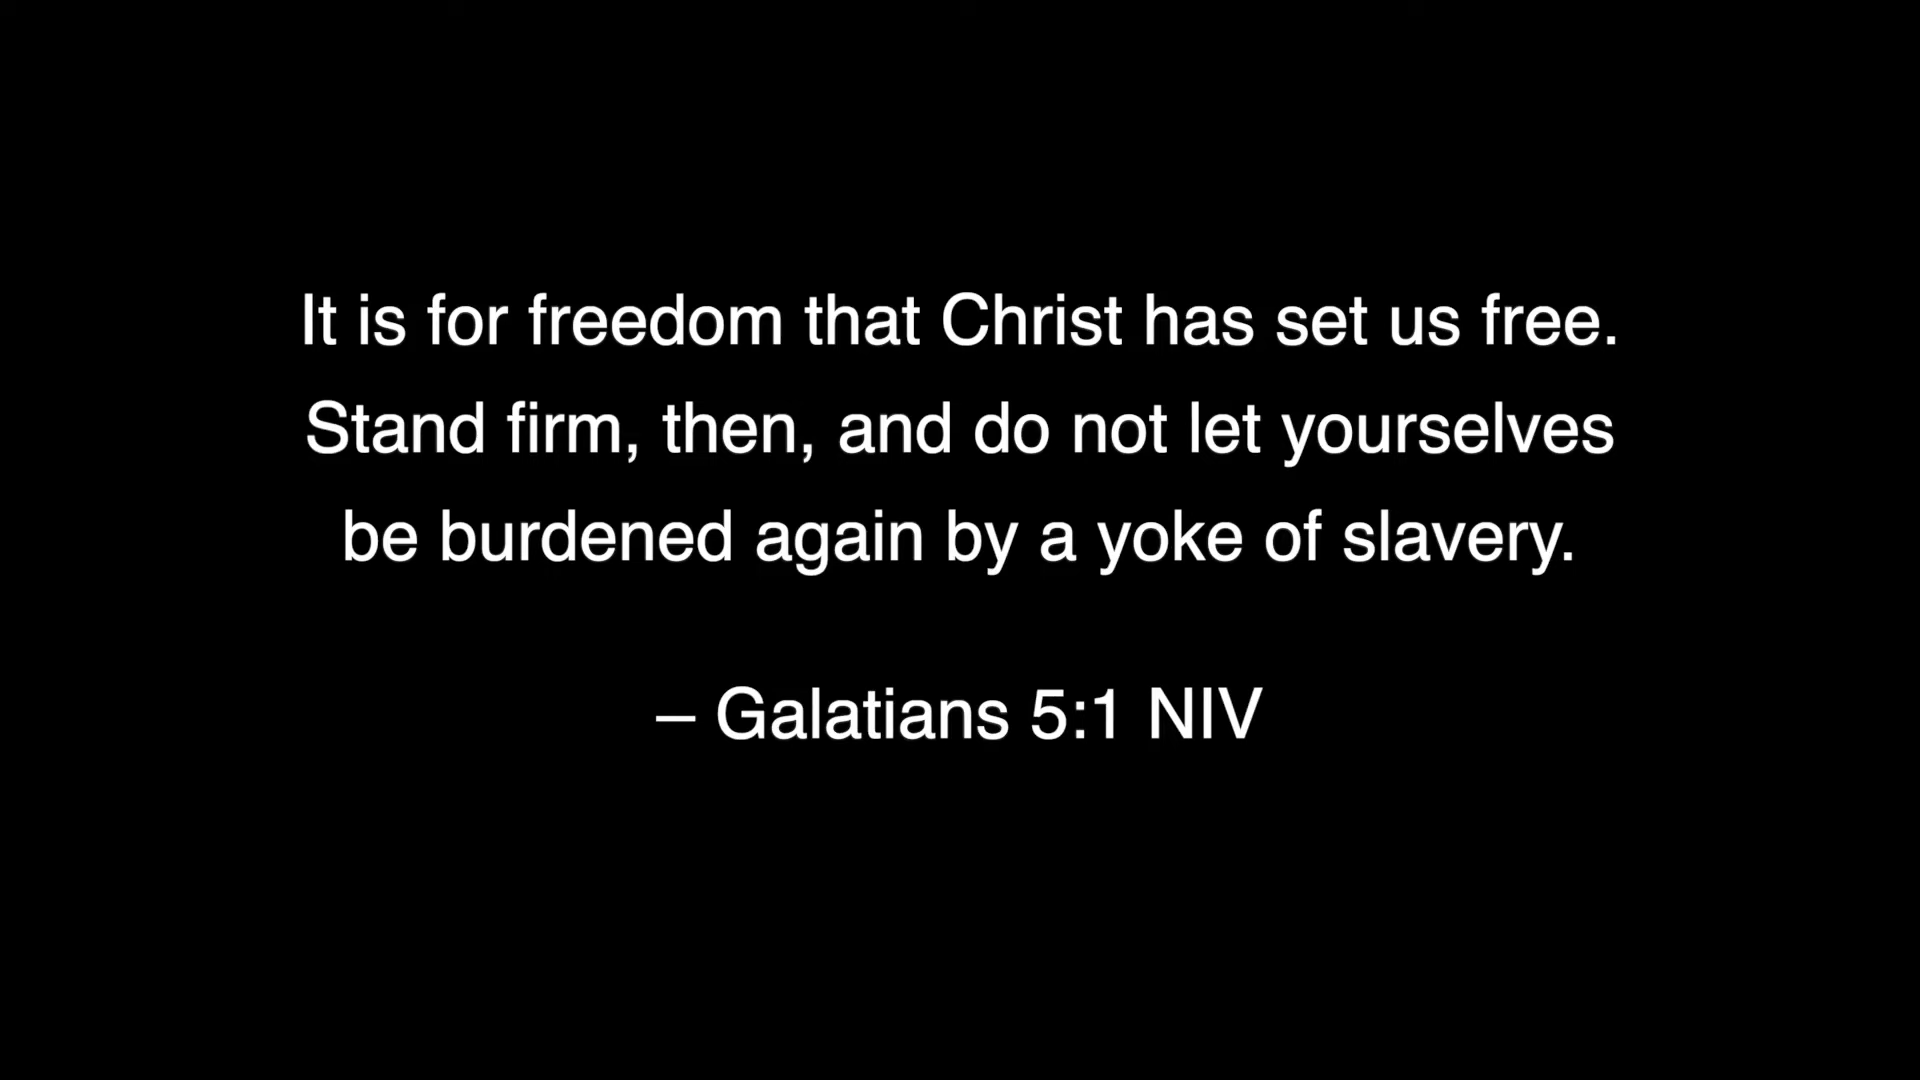 It is for freedom that Christ has set us free.
Stand firm, then, and do not let yourselves
be burdened again by a yoke of slavery.
– Galatians 5:1 NIV